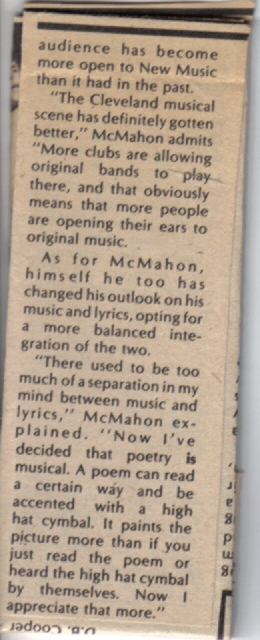 audience has become
more open to New Music
than it had in the past.
"The Cleveland musical
scene has definitely gotten
better," McMahon admits
"More clubs are allowing
original bands to play
there, and that obviously
means that more people
are opening their ears to
original music.
As for McMahon,
himself he too has
changed his outlook on his
music and lyrics, opting for
a more balanced inte-
gration of the two.
"There used to be too
much of a separation in my
mind between music and
lyrics," McMahon ex-
plained. "Now I've
decided that poetry is
musical. A poem can read
a certain way and be
accented with a high
hat cymbal. It paints the
picture more than if you
just read the poem or
heard the high hat cymbal
by themselves. Now I
appreciate that more."
D.B. Cooper